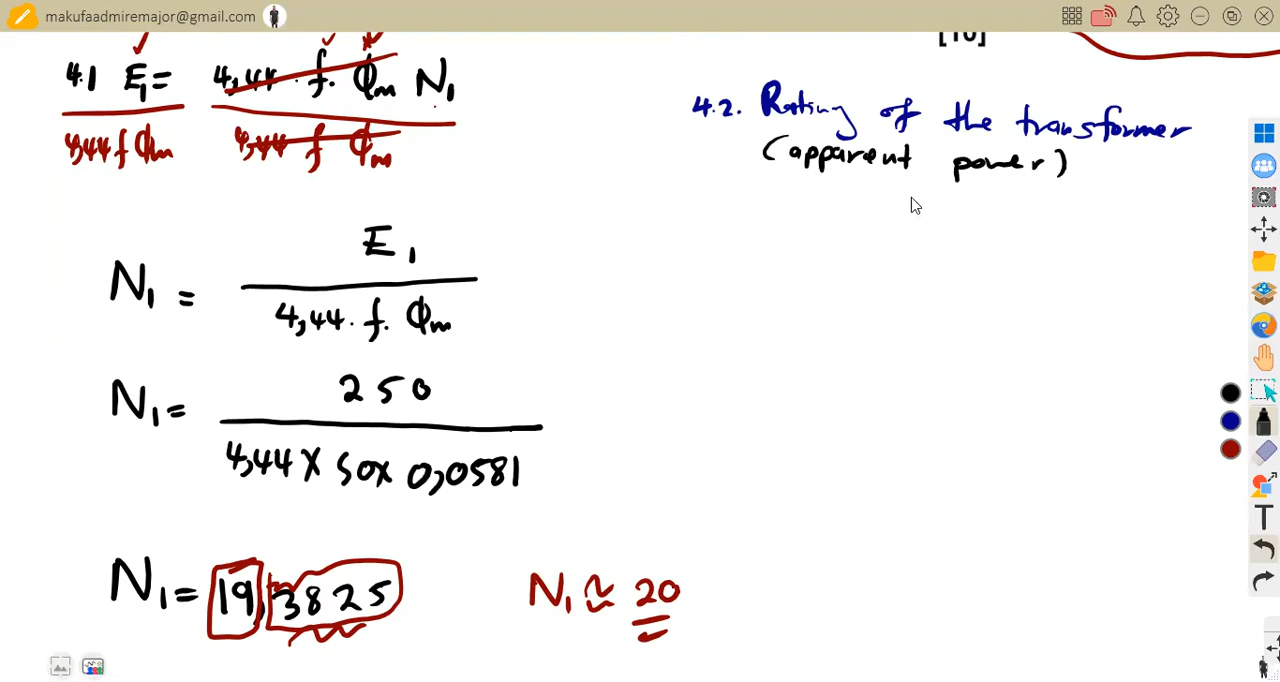 makufaadmiremajor@gmail.com
[10]
4.1 E₁ = 4,44 . f. Φm N₁
4,44 f Φm 4,44 f Φm
N₁ = E₁
4,44 . f. Φm
N₁ = 250
4,44 x 50 x 0,0581
N₁ = 19,3825
N₁ ≃ 20
4.2. Rating of the transformer
(apparent power)
T